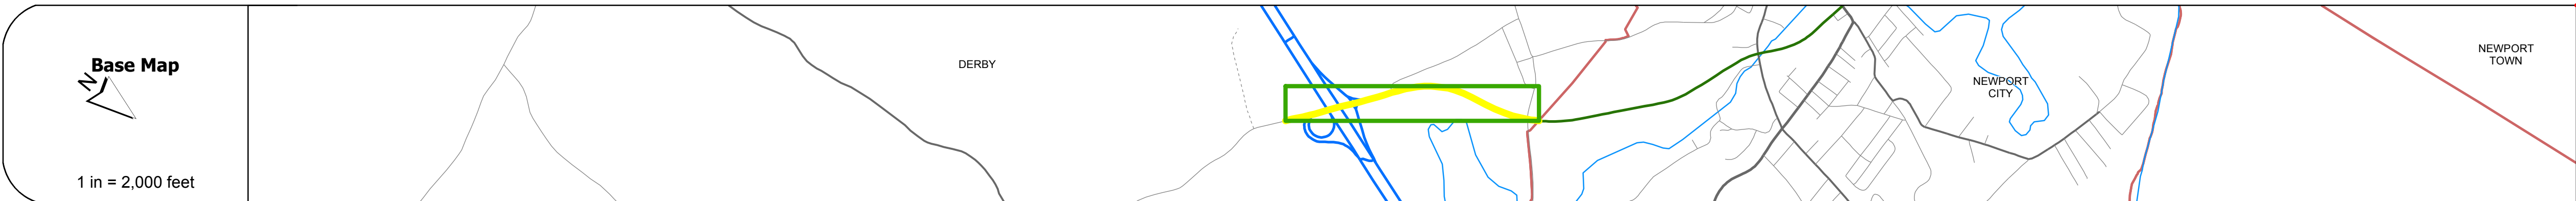 Base Map
N
1 in = 2,000 feet
DERBY
NEWPORT
CITY
NEWPORT
TOWN